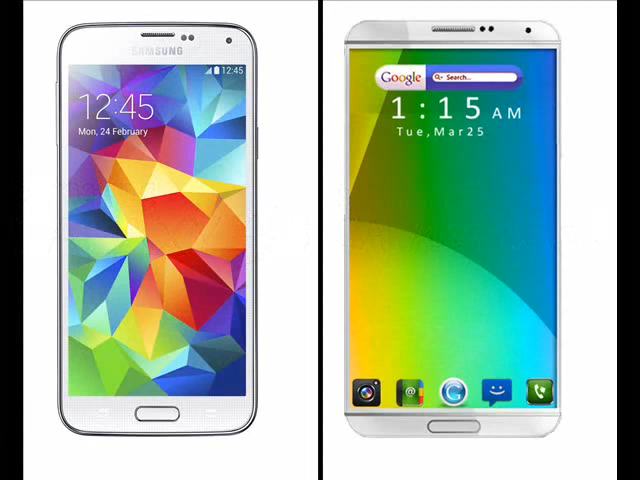 SAMSUNG
12:45
12:45
Mon, 24 February
Google Search...
1:15 AM
Tue,Mar25
@
G